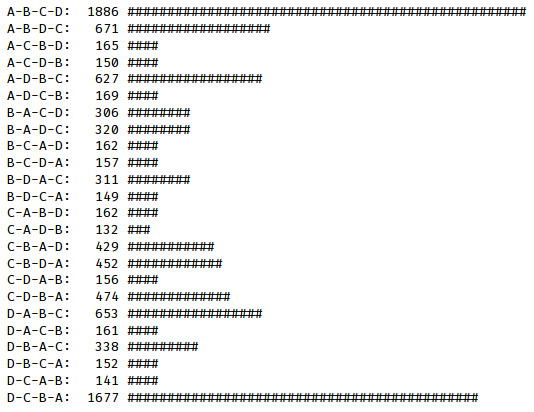 A-B-C-D:  1886 ##################################################
A-B-D-C:   671 ##################
A-C-B-D:   165 ####
A-C-D-B:   150 ####
A-D-B-C:   627 #################
A-D-C-B:   169 ####
B-A-C-D:   306 ########
B-A-D-C:   320 ########
B-C-A-D:   162 ####
B-C-D-A:   157 ####
B-D-A-C:   311 ########
B-D-C-A:   149 ####
C-A-B-D:   162 ####
C-A-D-B:   132 ###
C-B-A-D:   429 ###########
C-B-D-A:   452 ############
C-D-A-B:   156 ####
C-D-B-A:   474 #############
D-A-B-C:   653 #################
D-A-C-B:   161 ####
D-B-A-C:   338 #########
D-B-C-A:   152 ####
D-C-A-B:   141 ####
D-C-B-A:  1677 ############################################